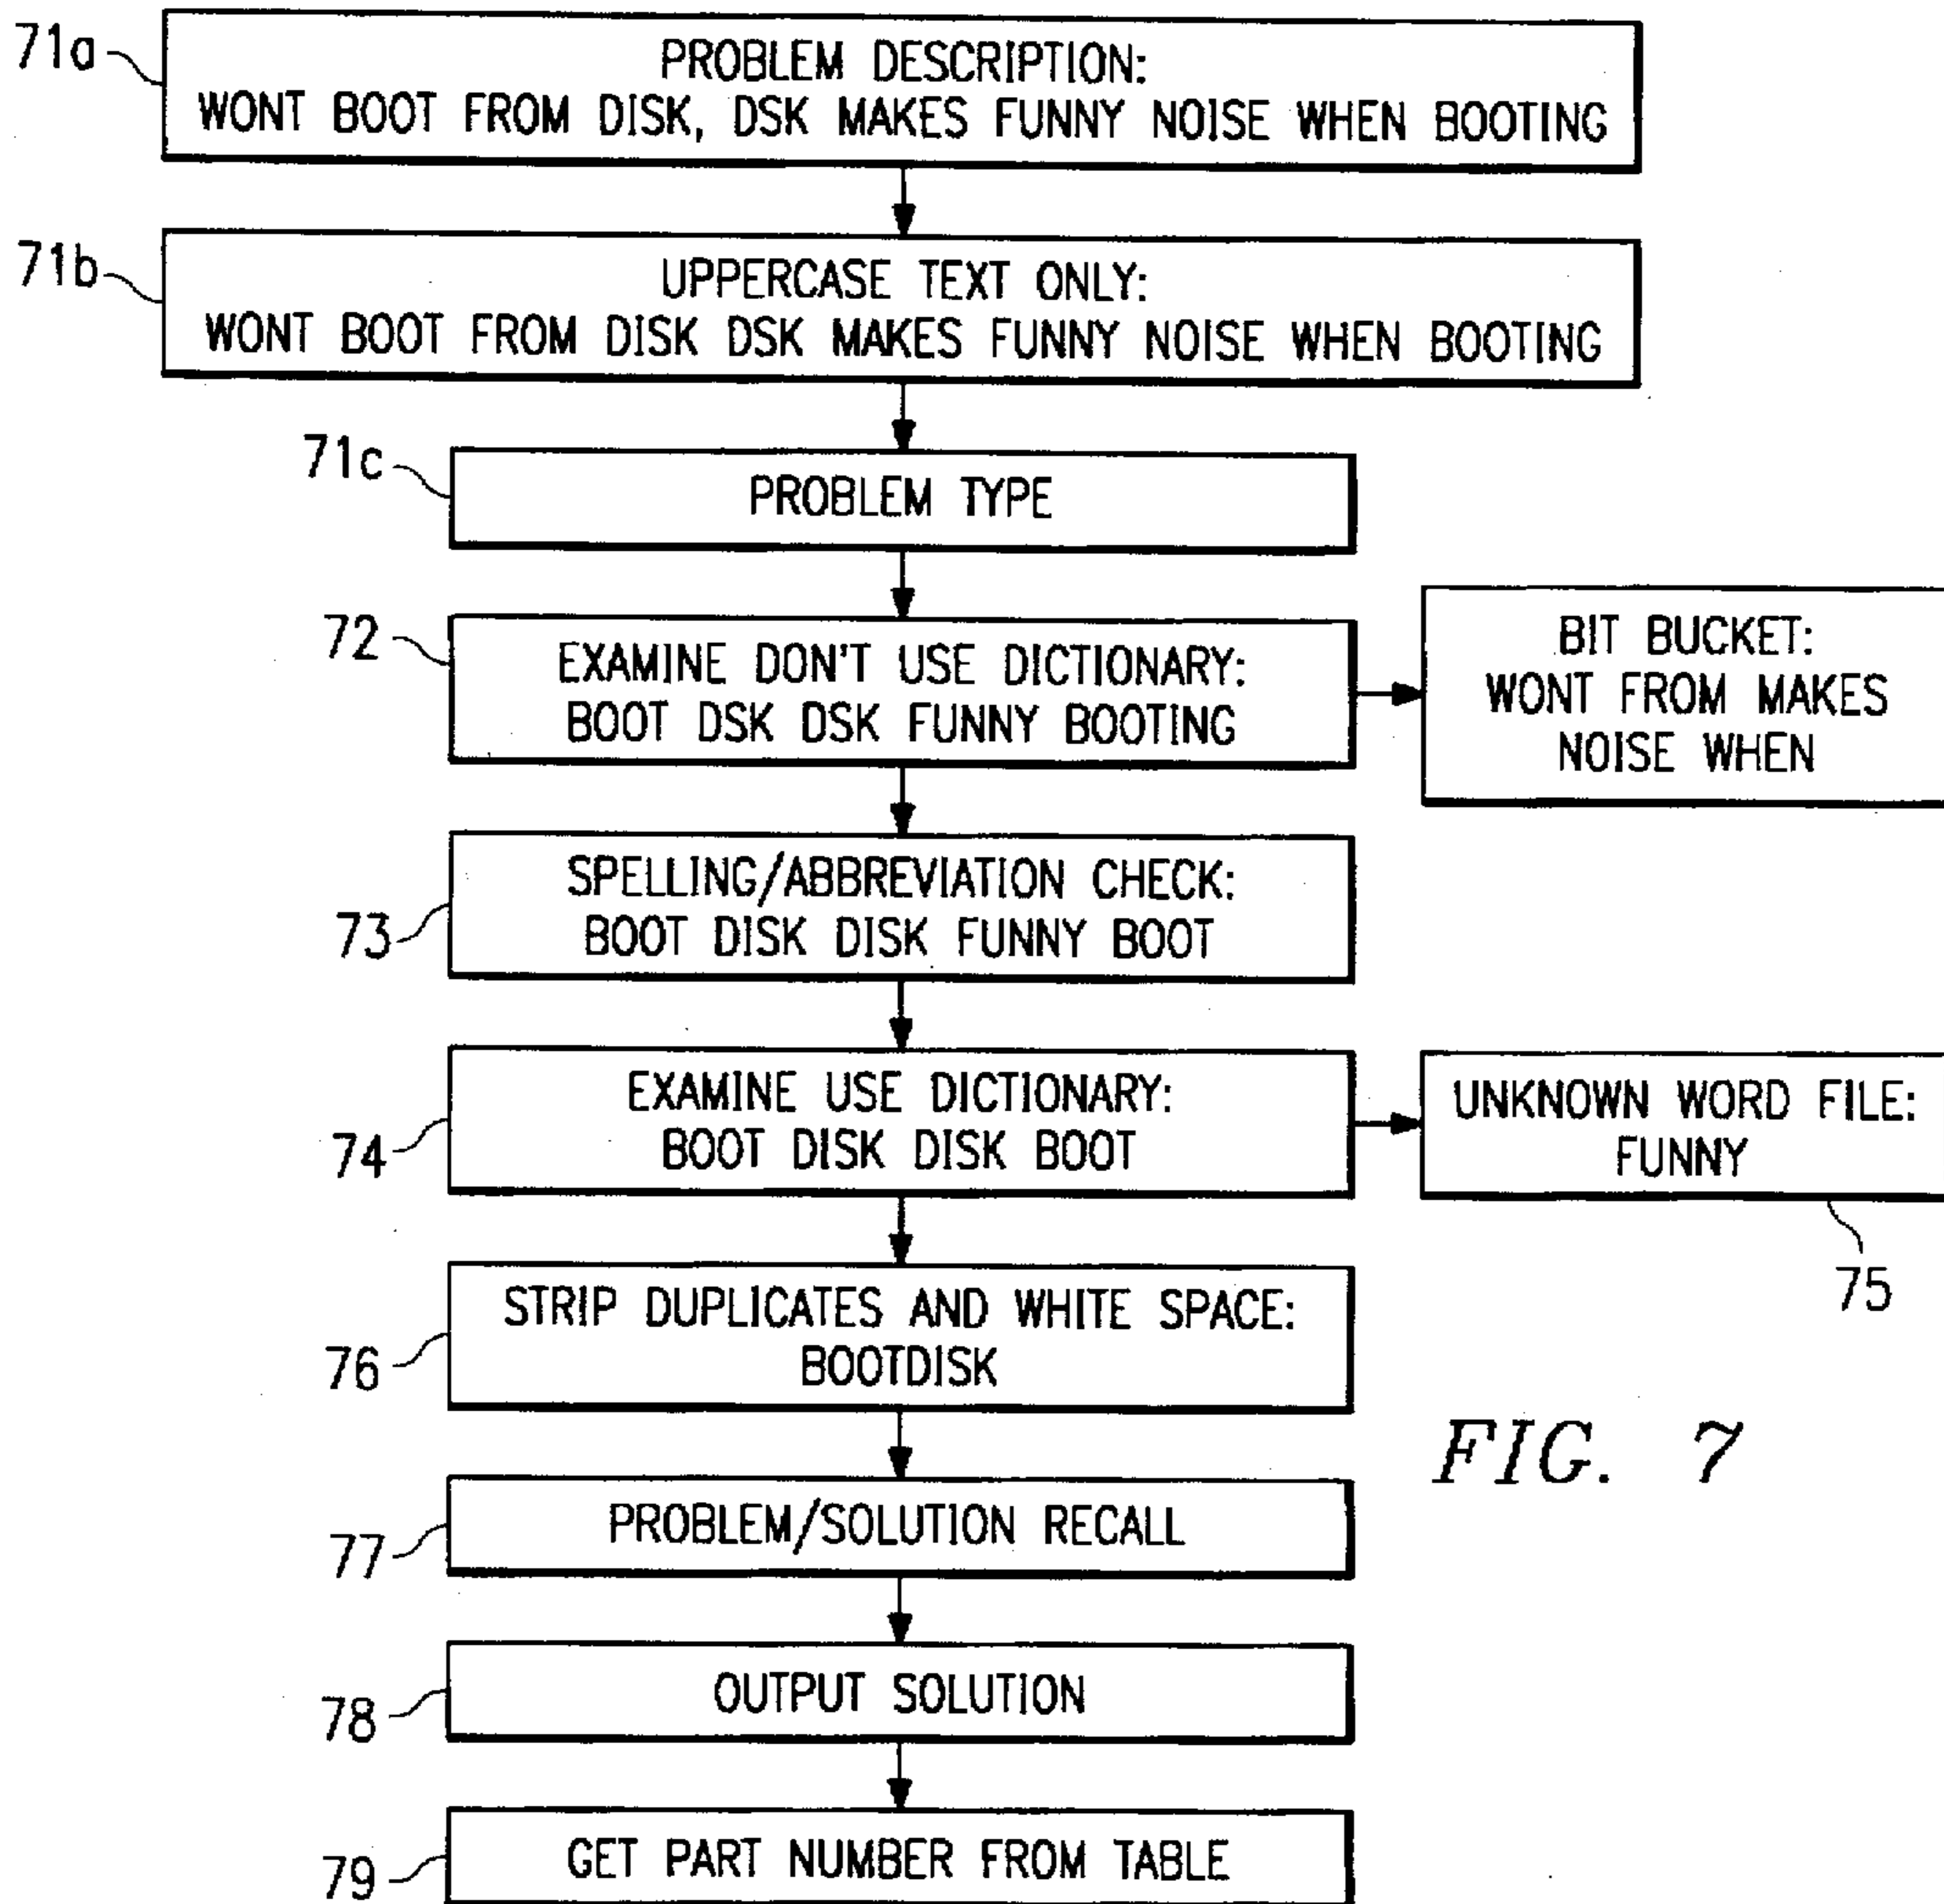 71a
PROBLEM DESCRIPTION:
WONT BOOT FROM DISK, DSK MAKES FUNNY NOISE WHEN BOOTING
71b
UPPERCASE TEXT ONLY:
WONT BOOT FROM DISK DSK MAKES FUNNY NOISE WHEN BOOTING
71c
PROBLEM TYPE
72
EXAMINE DON'T USE DICTIONARY:
BOOT DSK DSK FUNNY BOOTING
BIT BUCKET:
WONT FROM MAKES
NOISE WHEN
73
SPELLING/ABBREVIATION CHECK:
BOOT DISK DISK FUNNY BOOT
74
EXAMINE USE DICTIONARY:
BOOT DISK DISK BOOT
UNKNOWN WORD FILE:
FUNNY
75
76
STRIP DUPLICATES AND WHITE SPACE:
BOOTDISK
77
PROBLEM/SOLUTION RECALL
78
OUTPUT SOLUTION
79
GET PART NUMBER FROM TABLE
FIG. 7